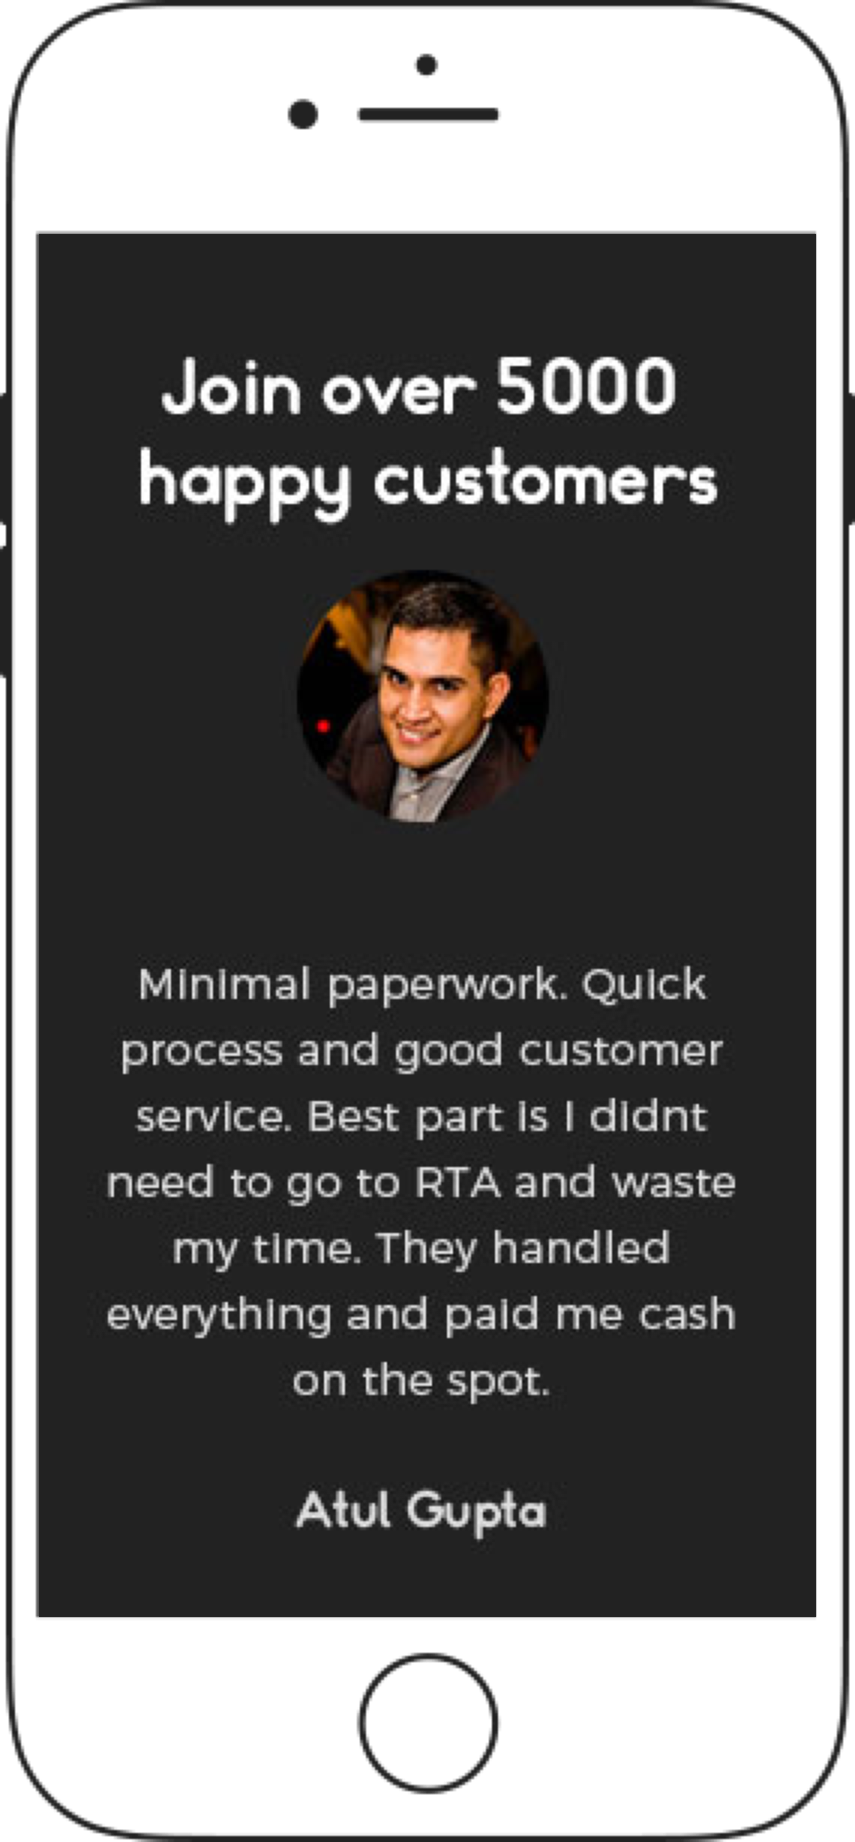 Join over 5000
happy customers
Minimal paperwork. Quick
process and good customer
service. Best part is I didnt
need to go to RTA and waste
my time. They handled
everything and paid me cash
on the spot.
Atul Gupta